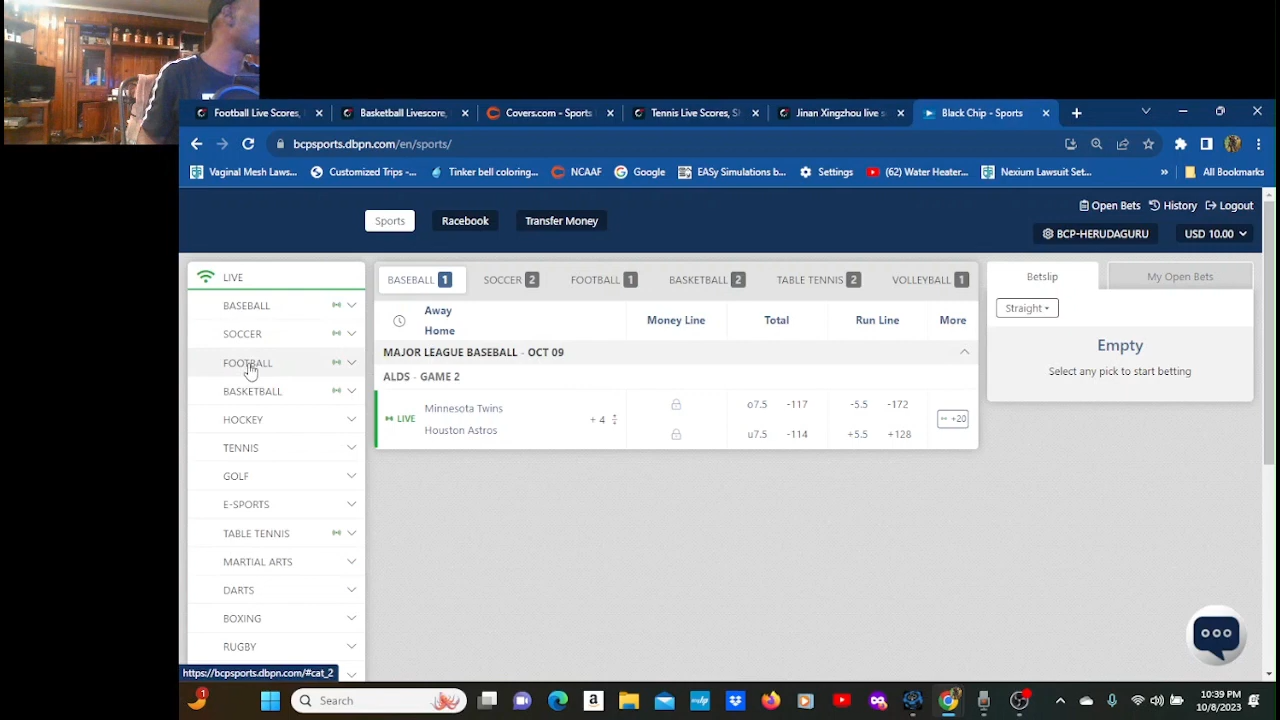 Football Live Scores,
Basketball Livescore,
Covers.com - Sports
Tennis Live Scores, S
Jinan Xingzhou live s
Black Chip - Sports
bcpsports.dbpn.com/en/sports/
Vaginal Mesh Laws...
Customized Trips -...
Tinker bell coloring...
NCAAF
Google
EASy Simulations b...
Settings
(62) Water Heater...
Nexium Lawsuit Set...
»
All Bookmarks
Open Bets History Logout
Sports Racebook Transfer Money
BCP-HERUDAGURU USD 10.00
LIVE
BASEBALL
SOCCER
FOOTBALL
BASKETBALL
HOCKEY
TENNIS
GOLF
E-SPORTS
TABLE TENNIS
MARTIAL ARTS
DARTS
BOXING
RUGBY
https://bcpsports.dbpn.com/#cat_2
BASEBALL 1 SOCCER 2 FOOTBALL 1 BASKETBALL 2 TABLE TENNIS 2 VOLLEYBALL 1
Away
Home
Money Line Total Run Line More
MAJOR LEAGUE BASEBALL - OCT 09
ALDS - GAME 2
LIVE
Minnesota Twins o7.5 -117 -5.5 -172
+ 4 +20
Houston Astros u7.5 -114 +5.5 +128
Betslip My Open Bets
Straight
Empty
Select any pick to start betting
1
Search
10:39 PM
10/8/2023